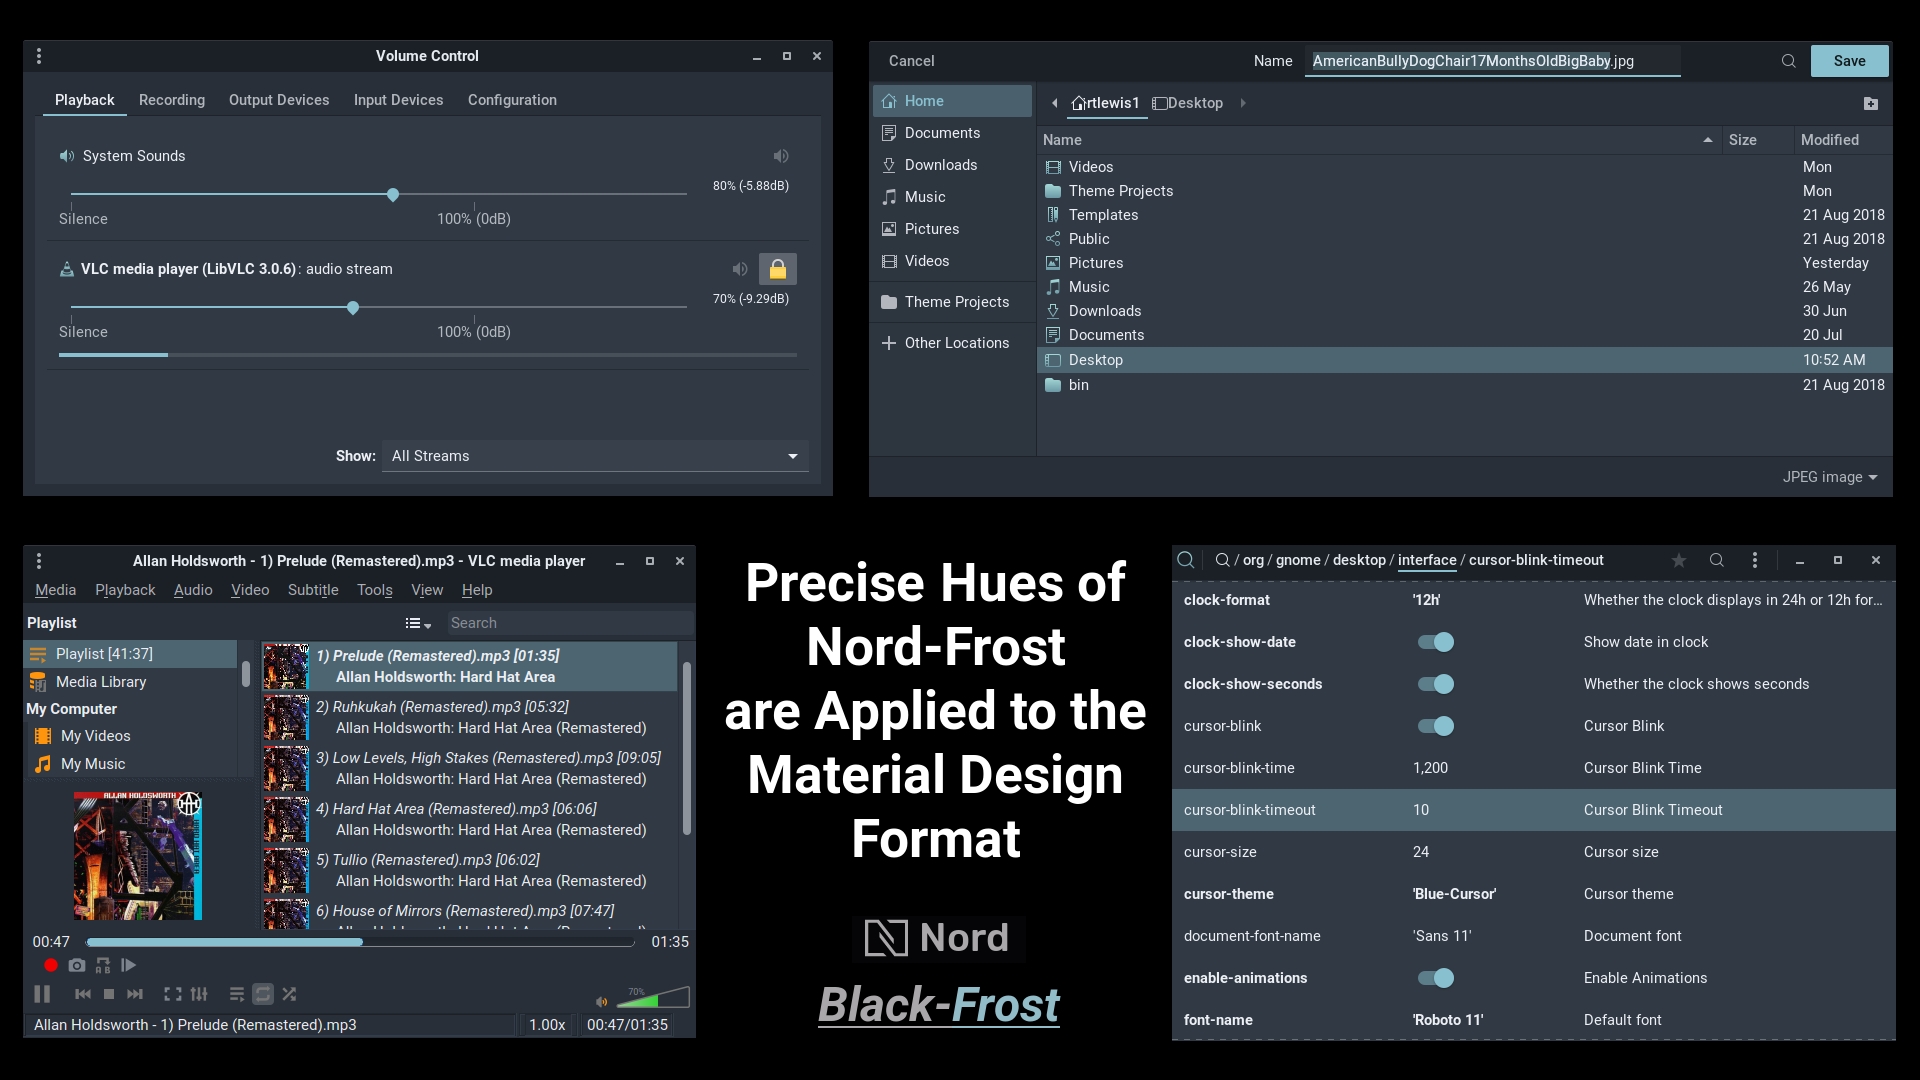 Volume Control
Playback Recording Output Devices Input Devices Configuration
System Sounds
80% (-5.88dB)
Silence 100% (0dB)
VLC media player (LibVLC 3.0.6): audio stream
70% (-9.29dB)
Silence 100% (0dB)
Show: All Streams
Cancel Name AmericanBullyDogChair17MonthsOldBigBaby.jpg Save
Home
Documents
Downloads
Music
Pictures
Videos
Theme Projects
Other Locations
rtlewis1 Desktop
Name Size Modified
Videos Mon
Theme Projects Mon
Templates 21 Aug 2018
Public 21 Aug 2018
Pictures Yesterday
Music 26 May
Downloads 30 Jun
Documents 20 Jul
Desktop 10:52 AM
bin 21 Aug 2018
JPEG image
Allan Holdsworth - 1) Prelude (Remastered).mp3 - VLC media player
Media Playback Audio Video Subtitle Tools View Help
Playlist Search
Playlist [41:37]
Media Library
My Computer
My Videos
My Music
ALLAN HOLDSWORTH
1) Prelude (Remastered).mp3 [01:35]
Allan Holdsworth: Hard Hat Area
2) Ruhkukah (Remastered).mp3 [05:32]
Allan Holdsworth: Hard Hat Area (Remastered)
3) Low Levels, High Stakes (Remastered).mp3 [09:05]
Allan Holdsworth: Hard Hat Area (Remastered)
4) Hard Hat Area (Remastered).mp3 [06:06]
Allan Holdsworth: Hard Hat Area (Remastered)
5) Tullio (Remastered).mp3 [06:02]
Allan Holdsworth: Hard Hat Area (Remastered)
6) House of Mirrors (Remastered).mp3 [07:47]
00:47 01:35
70%
Allan Holdsworth - 1) Prelude (Remastered).mp3 1.00x 00:47/01:35
Precise Hues of
Nord-Frost
are Applied to the
Material Design
Format
Nord
Black-Frost
/ org / gnome / desktop / interface / cursor-blink-timeout
clock-format '12h' Whether the clock displays in 24h or 12h for...
clock-show-date Show date in clock
clock-show-seconds Whether the clock shows seconds
cursor-blink Cursor Blink
cursor-blink-time 1,200 Cursor Blink Time
cursor-blink-timeout 10 Cursor Blink Timeout
cursor-size 24 Cursor size
cursor-theme 'Blue-Cursor' Cursor theme
document-font-name 'Sans 11' Document font
enable-animations Enable Animations
font-name 'Roboto 11' Default font